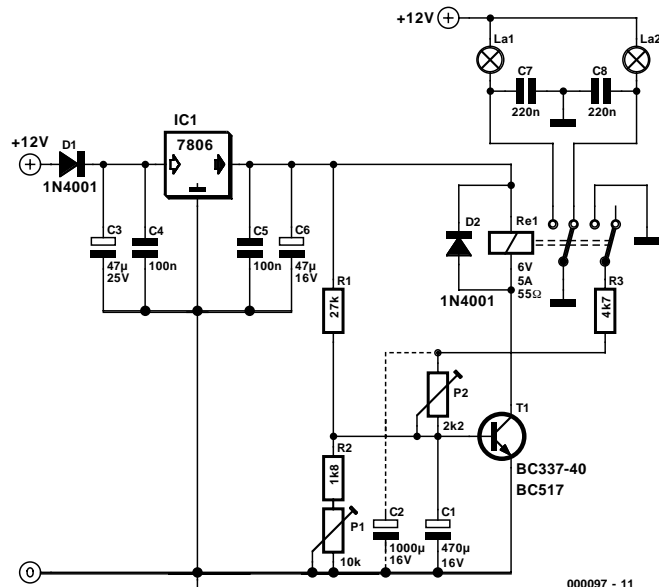 +12V
La1
La2
C7
C8
220n
220n
IC1
7806
+12V
D1
1N4001
C3
47µ
25V
C4
100n
C5
100n
C6
47µ
16V
D2
1N4001
Re1
6V
5A
55Ω
R1
27k
R3
4k7
P2
2k2
T1
BC337-40
BC517
R2
1k8
P1
10k
C2
1000µ
16V
C1
470µ
16V
0
000097 - 11